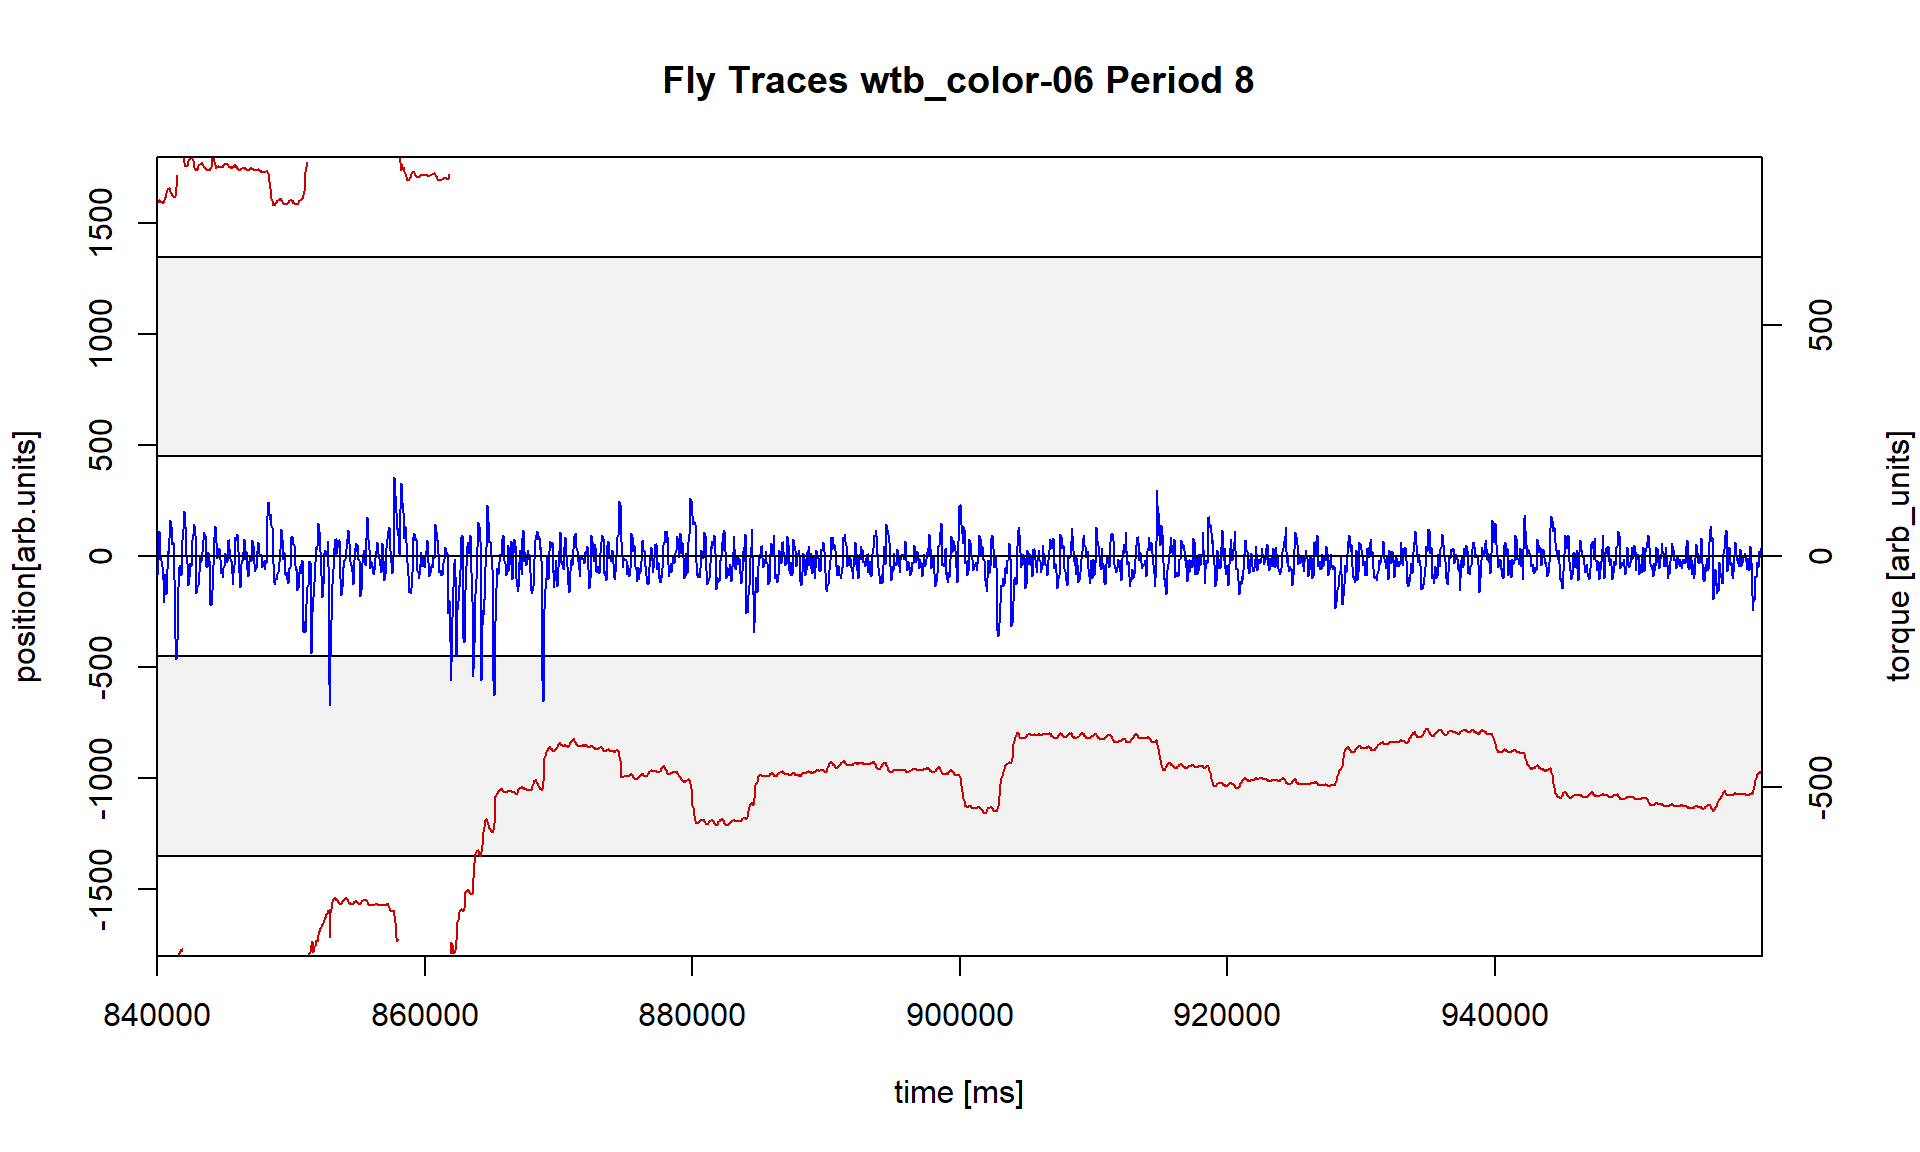 Fly Traces wtb_color-06 Period 8
position[arb.units]
1500
1000
500
0
-500
-1000
-1500
500
0
-500
torque [arb_units]
840000 860000 880000 900000 920000 940000
time [ms]